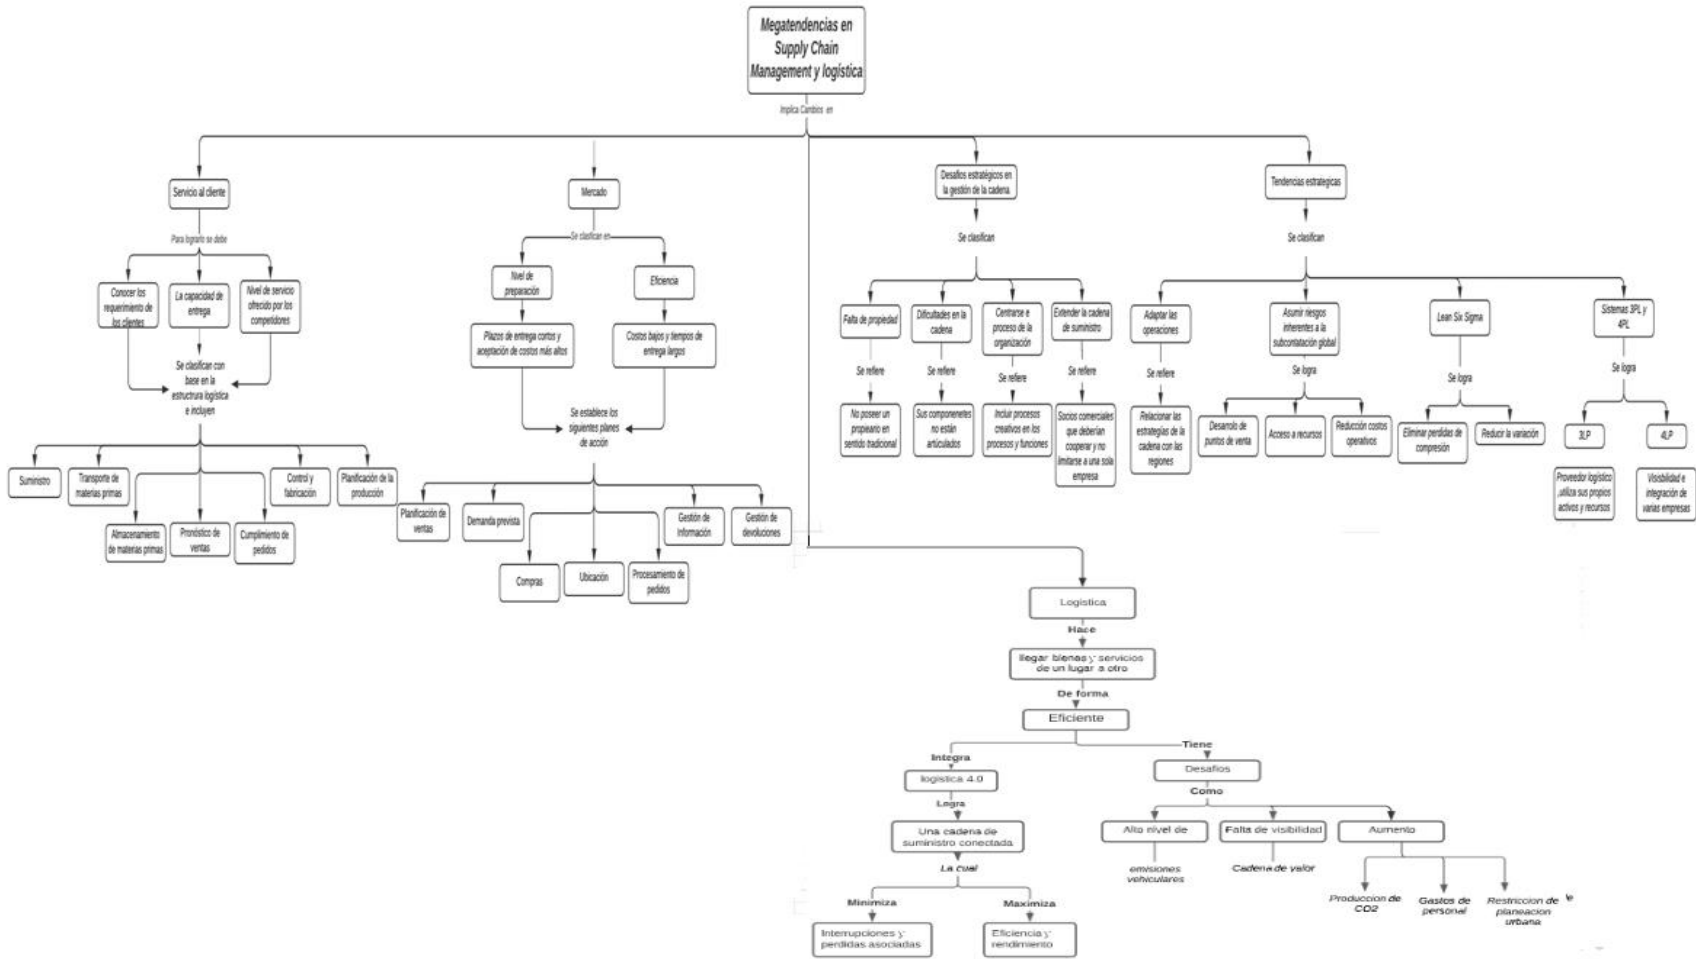 Megatendencias en
Supply Chain
Management y logística
Implica Cambios en
Servicio al cliente
Para lograrlo se debe
Conocer los
requerimiento de
los clientes
La capacidad de
entrega
Nivel de servicio
ofrecido por los
competidores
Se clasifican con
base en la
estructrura logística
e incluyen
Suministro
Transporte de
materias primas
Control y
fabricación
Planificación de la
producción
Almacenamiento
de materias primas
Pronóstico de
ventas
Cumplimiento de
pedidos
Mercado
Se clasifican en
Nivel de
preparación
Eficiencia
Plazos de entrega cortos y
aceptación de costos más altos
Costos bajos y tiempos de
entrega largos
Se establece los
siguientes planes
de acción
Planificación de
ventas
Demanda prevista
Gestión de
Información
Gestión de
devoluciones
Compras
Ubicación
Procesamiento de
pedidos
Desafíos estratégicos en
la gestión de la cadena
Se clasifican
Falta de propiedad
Dificultades en la
cadena
Centrarse e
proceso de la
organización
Extender la cadena
de suministro
Se refiere
Se refiere
Se refiere
Se refiere
No poseer un
propieario en
sentido tradicional
Sus componenetes
no están
artículados
Incluir procesos
creativos en los
procesos y funciones
Socios comerciales
que deberían
cooperar y no
limitarse a una sola
empresa
Tendencias estrategicas
Se clasifican
Adaptar las
operaciones
Asumir riesgos
inherentes a la
subcontatación global
Lean Six Sigma
Sistemas 3PL y
4PL
Se refiere
Se logra
Se logra
Se logra
Relacionar las
estrategías de la
cadena con las
regiones
Desarrolo de
puntos de venta
Acceso a recursos
Reducción costos
operativos
Eliminar perdidas de
compresión
Reducir la variación
3LP
4LP
Proveedor logístico
,utiliza sus propios
activos y recursos
Visisbilidad e
integración de
varias empresas
Logistica
Hace
llegar bienes y servicios
de un lugar a otro
De forma
Eficiente
Integra
Tiene
logistica 4.0
Desafios
Logra
Como
Una cadena de
suministro conectada
Alto nivel de
Falta de visibilidad
Aumento
La cual
emisiones
vehiculares
Cadena de valor
Minimiza
Maximiza
Produccion de
CO2
Gastos de
personal
Restriccion de
planeacion
urbana
Interrupciones y
perdidas asociadas
Eficiencia y
rendimiento